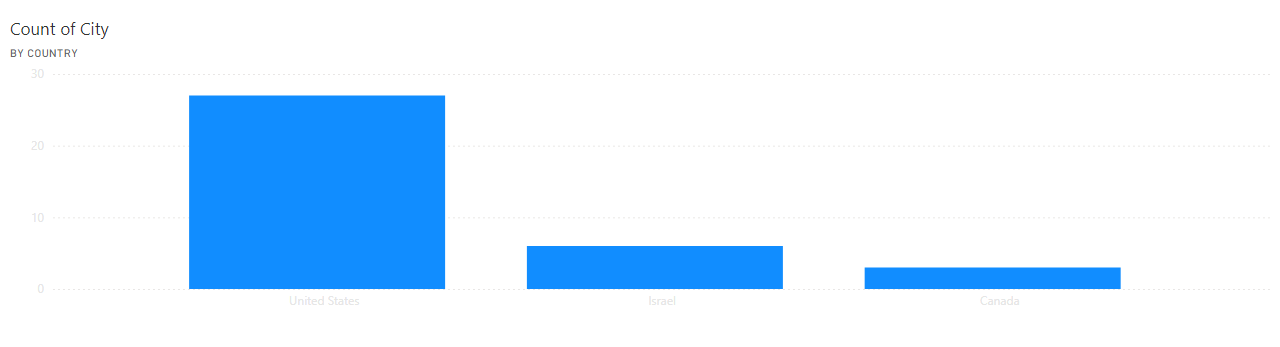 Count of City
BY COUNTRY
30
20
10
0
United States
Israel
Canada